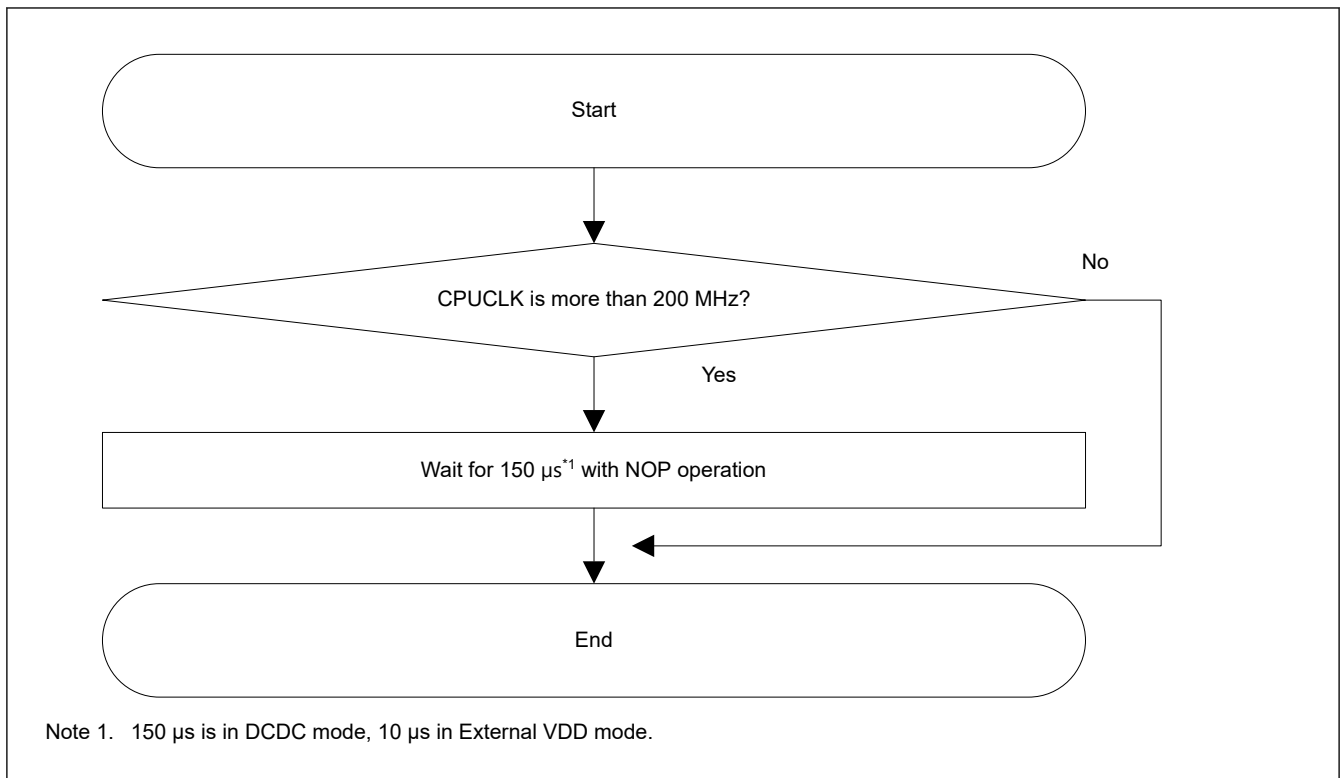 Start
CPUCLK is more than 200 MHz?
No
Yes
Wait for 150 µs*1 with NOP operation
End
Note 1. 150 µs is in DCDC mode, 10 µs in External VDD mode.